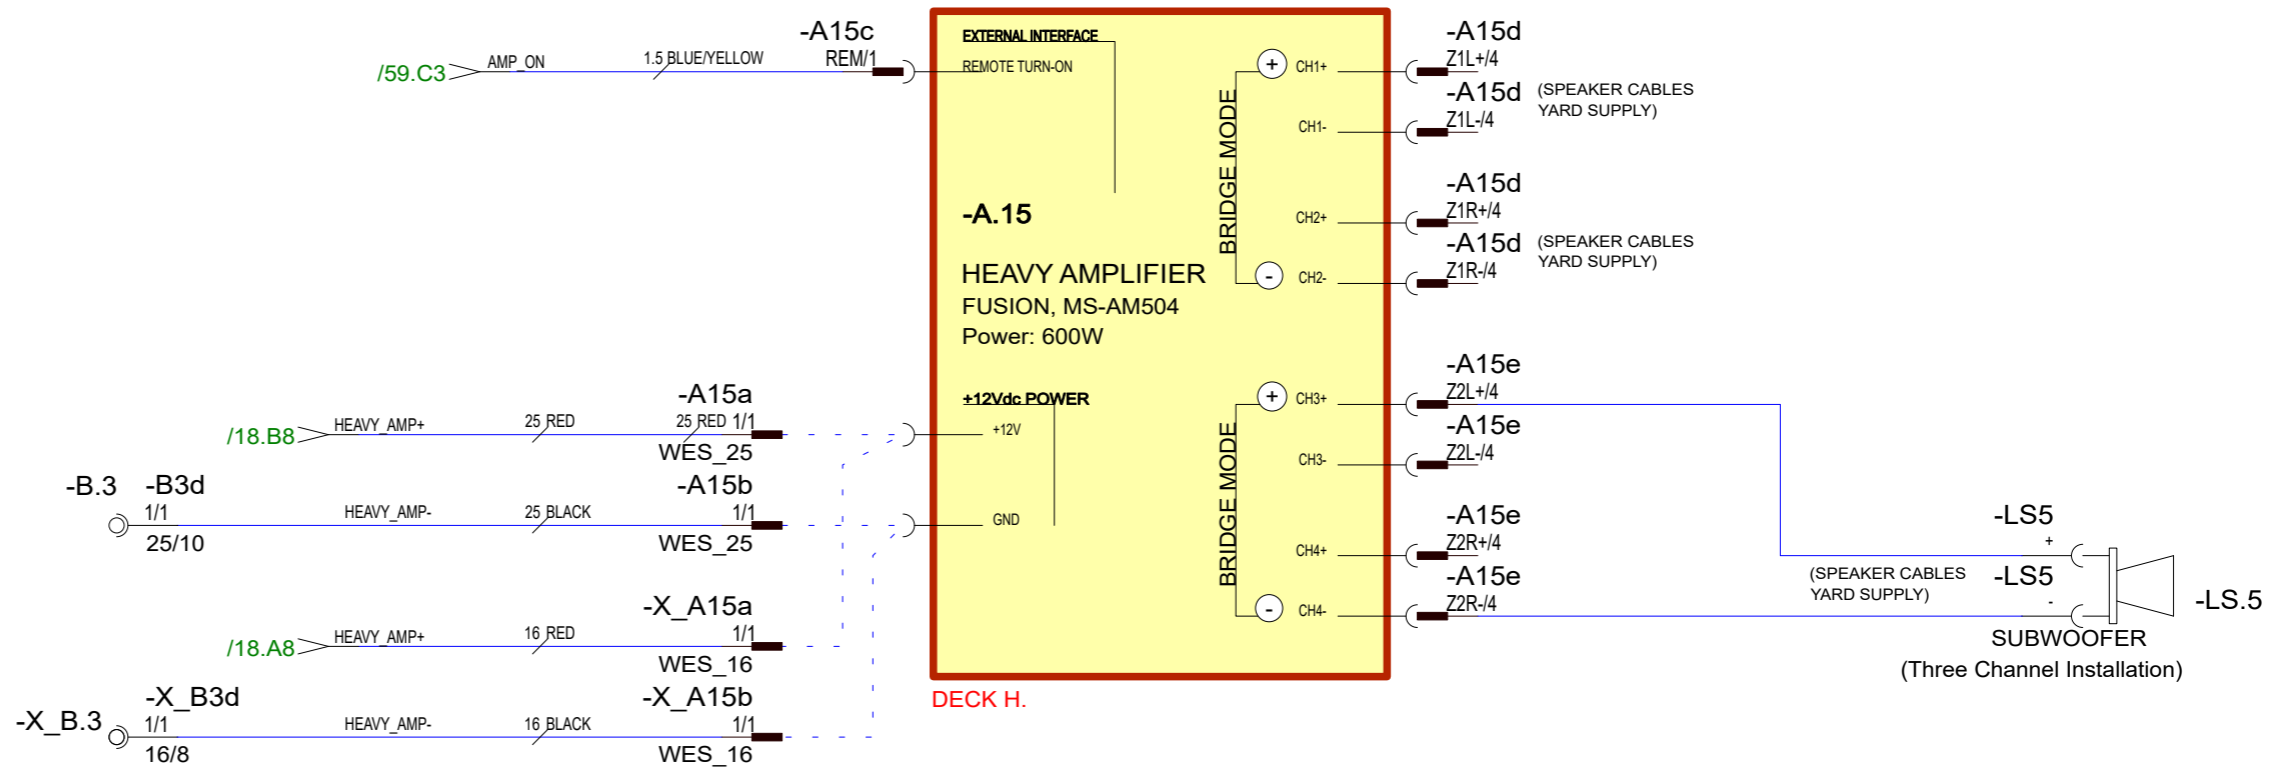 -A15c
REM/1
/59.C3
AMP_ON
1.5 BLUE/YELLOW
EXTERNAL INTERFACE
REMOTE TURN-ON
-A.15
HEAVY AMPLIFIER
FUSION, MS-AM504
Power: 600W
+12Vdc POWER
+12V
GND
BRIDGE MODE
+
-
CH1+
CH1-
CH2+
CH2-
BRIDGE MODE
+
-
CH3+
CH3-
CH4+
CH4-
DECK H.
-A15d
Z1L+/4
-A15d
Z1L-/4
(SPEAKER CABLES
YARD SUPPLY)
-A15d
Z1R+/4
-A15d
Z1R-/4
(SPEAKER CABLES
YARD SUPPLY)
-A15e
Z2L+/4
-A15e
Z2L-/4
-A15e
Z2R+/4
-A15e
Z2R-/4
(SPEAKER CABLES
YARD SUPPLY)
-LS5
+
-LS5
-
-LS.5
SUBWOOFER
(Three Channel Installation)
/18.B8
HEAVY_AMP+
25 RED
25 RED
-A15a
1/1
WES_25
-B.3
-B3d
1/1
25/10
HEAVY_AMP-
25 BLACK
-A15b
1/1
WES_25
/18.A8
HEAVY_AMP+
16 RED
-X_A15a
1/1
WES_16
-X_B.3
-X_B3d
1/1
16/8
HEAVY_AMP-
16 BLACK
-X_A15b
1/1
WES_16